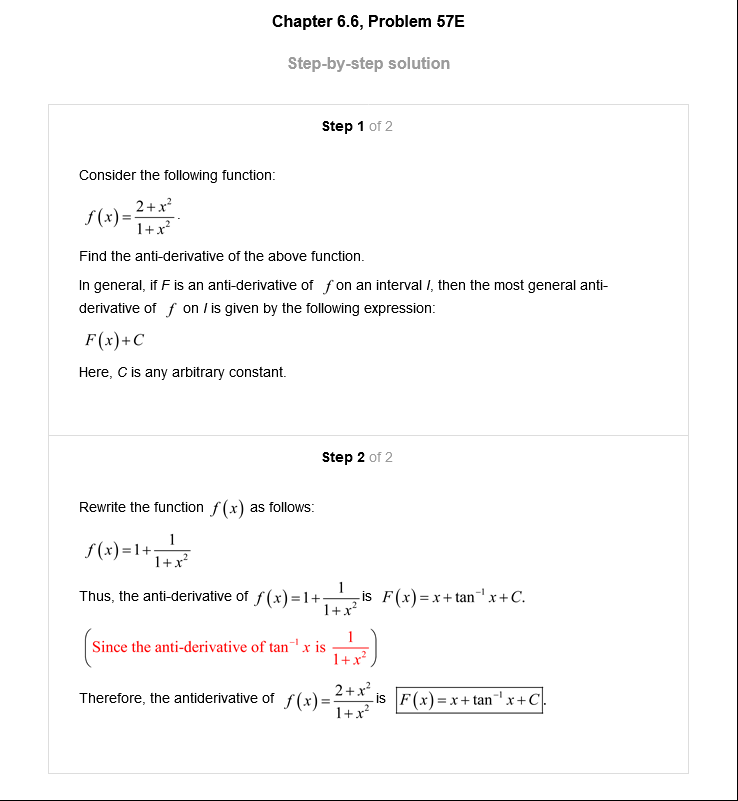 Chapter 6.6, Problem 57E
Step-by-step solution
Step 1 of 2
Consider the following function:
f(x)=\frac{2+x^2}{1+x^2}.
Find the anti-derivative of the above function.
In general, if F is an anti-derivative of f on an interval I, then the most general anti-
derivative of f on I is given by the following expression:
F(x)+C
Here, C is any arbitrary constant.
Step 2 of 2
Rewrite the function f(x) as follows:
f(x)=1+\frac{1}{1+x^2}
Thus, the anti-derivative of f(x)=1+\frac{1}{1+x^2} is F(x)=x+tan^{-1} x+C.
(Since the anti-derivative of tan^{-1} x is \frac{1}{1+x^2})
Therefore, the antiderivative of f(x)=\frac{2+x^2}{1+x^2} is F(x)=x+tan^{-1} x+C.